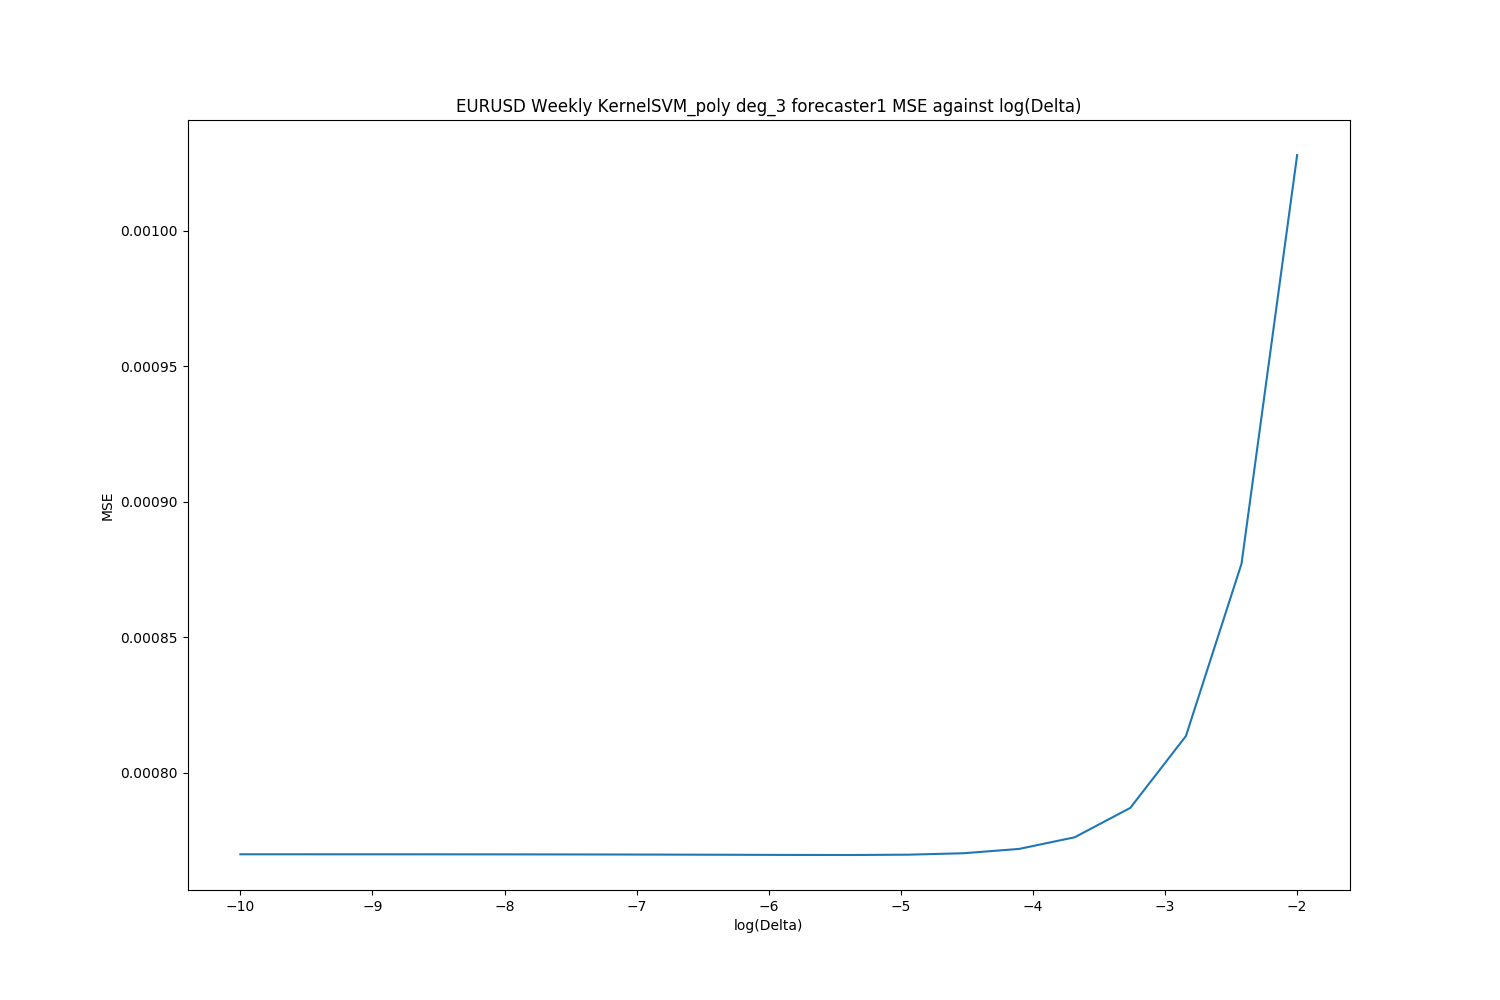 EURUSD Weekly KernelSVM_poly deg_3 forecaster1 MSE against log(Delta)
0.00100
0.00095
0.00090
0.00085
0.00080
MSE
−10 −9 −8 −7 −6 −5 −4 −3 −2
log(Delta)